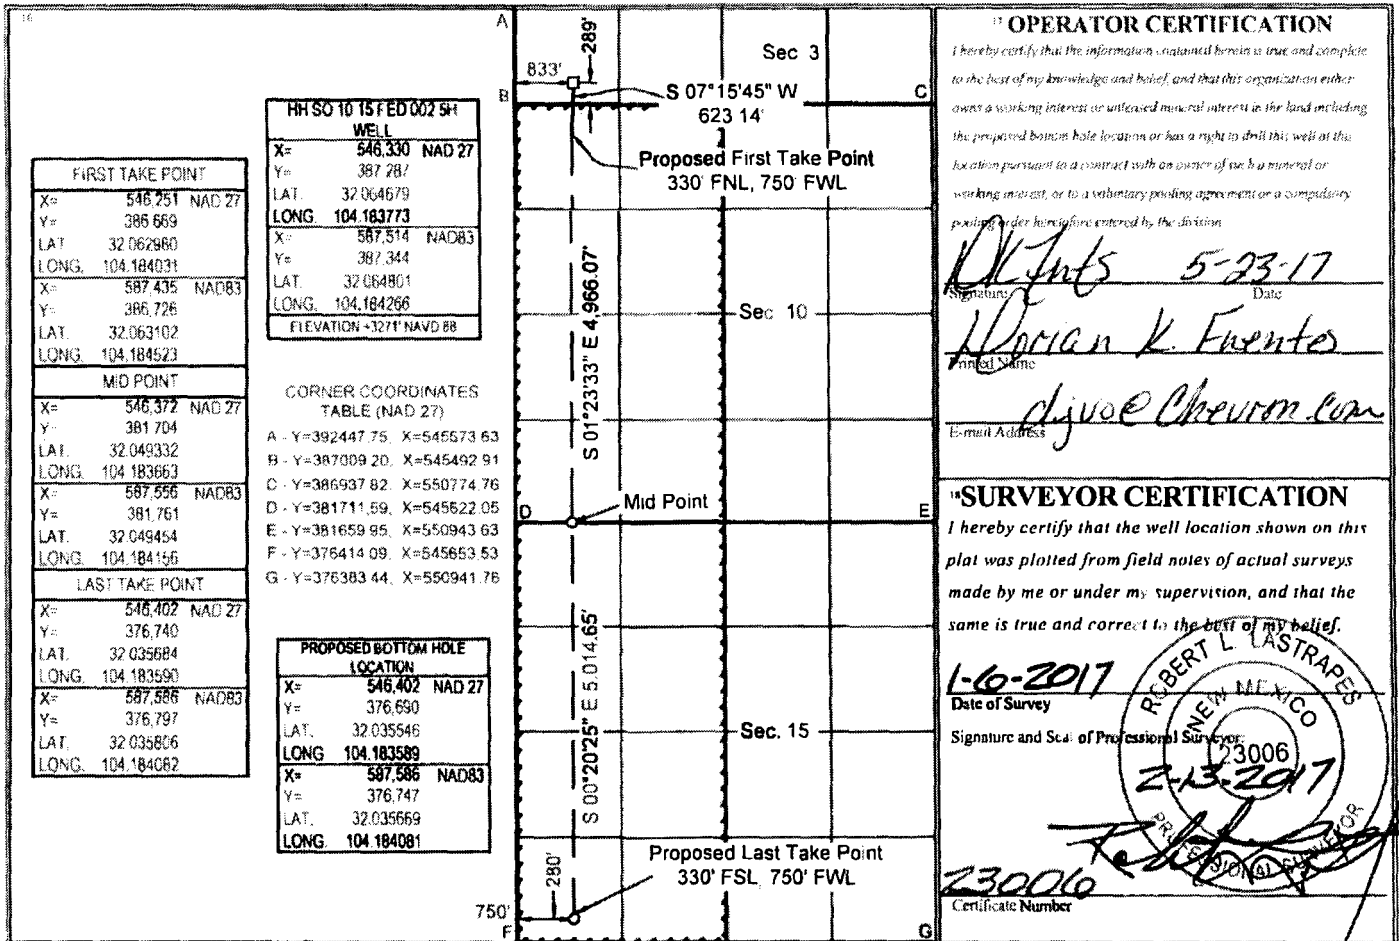 16
FIRST TAKE POINT
X= 546,251 NAD 27
Y= 386 669
LAT. 32 062980
LONG. 104.184031
X= 587,435 NAD83
Y= 386,726
LAT. 32.063102
LONG. 104.184523
MID POINT
X= 546,372 NAD 27
Y= 381 704
LAT. 32.049332
LONG. 104 183663
X= 587,556 NAD83
Y= 381,761
LAT. 32.049454
LONG. 104.184156
LAST TAKE POINT
X= 546,402 NAD 27
Y= 376,740
LAT. 32 035684
LONG. 104.183590
X= 587,586 NAD83
Y= 376,797
LAT. 32 035806
LONG. 104.184082
HH SO 10 15 FED 002 5H
WELL
X= 546,330 NAD 27
Y= 387 287
LAT. 32 064679
LONG. 104.183773
X= 587,514 NAD83
Y= 387,344
LAT. 32 064801
LONG. 104.184266
ELEVATION +3271' NAVD 88
CORNER COORDINATES
TABLE (NAD 27)
A - Y=392447 75, X=545573 63
B - Y=387009 20, X=545492 91
C - Y=386937 82, X=550774.76
D - Y=381711,59, X=545622 05
E - Y=381659 95, X=550943 63
F - Y=376414 09, X=545653.53
G - Y=376383 44, X=550941.76
PROPOSED BOTTOM HOLE
LOCATION
X= 546,402 NAD 27
Y= 376,690
LAT. 32 035546
LONG 104.183589
X= 587,586 NAD83
Y= 376,747
LAT. 32.035669
LONG. 104.184081
A
289'
Sec 3
833'
S 07°15'45" W
623 14'
B
C
Proposed First Take Point
330' FNL, 750' FWL
S 01°23'33" E 4,966.07'
Sec 10
Mid Point
D
E
S 00°20'25" E 5,014.65'
Sec. 15
Proposed Last Take Point
330' FSL, 750' FWL
280'
750'
F
G
17 OPERATOR CERTIFICATION
I hereby certify that the information contained herein is true and complete
to the best of my knowledge and belief, and that this organization either
owns a working interest or unleased mineral interest in the land including
the proposed bottom hole location or has a right to drill this well at this
location pursuant to a contract with an owner of such a mineral or
working interest, or to a voluntary pooling agreement or a compulsory
pooling order heretofore entered by the division
5-23-17
Signature Date
Dorian K. Fuentes
Printed Name
djvo@chevron.com
E-mail Address
18 SURVEYOR CERTIFICATION
I hereby certify that the well location shown on this
plat was plotted from field notes of actual surveys
made by me or under my supervision, and that the
same is true and correct to the best of my belief.
1-6-2017
Date of Survey
Signature and Seal of Professional Surveyor:
ROBERT L. LASTRAPES
NEW MEXICO
23006
2-13-2017
PROFESSIONAL SURVEYOR
23006
Certificate Number